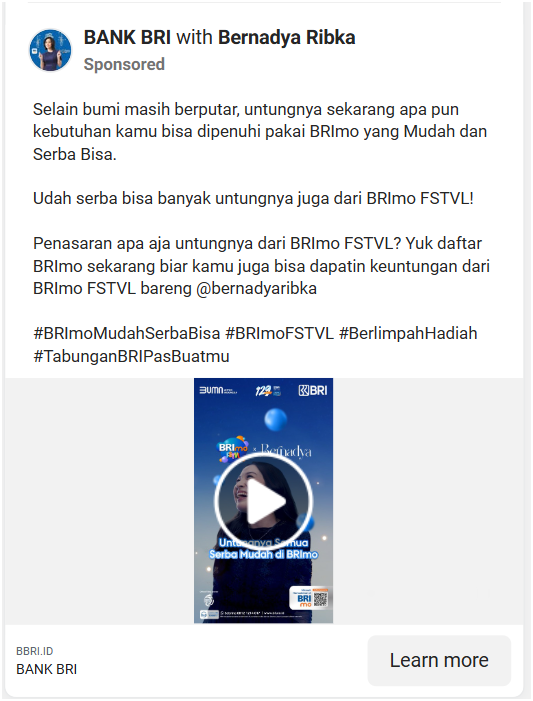 BANK BRI with Bernadya Ribka
Sponsored
Selain bumi masih berputar, untungnya sekarang apa pun
kebutuhan kamu bisa dipenuhi pakai BRImo yang Mudah dan
Serba Bisa.
Udah serba bisa banyak untungnya juga dari BRImo FSTVL!
Penasaran apa aja untungnya dari BRImo FSTVL? Yuk daftar
BRImo sekarang biar kamu juga bisa dapatin keuntungan dari
BRImo FSTVL bareng @bernadyaribka
#BRImoMudahSerbaBisa #BRImoFSTVL #BerlimpahHadiah
#TabunganBRIPasBuatmu
BUMN 129 BRI
BRImo Bernadya
Untungnya Semua
Serba Mudah di BRImo
BRI
mo
BBRI.ID
BANK BRI
Learn more